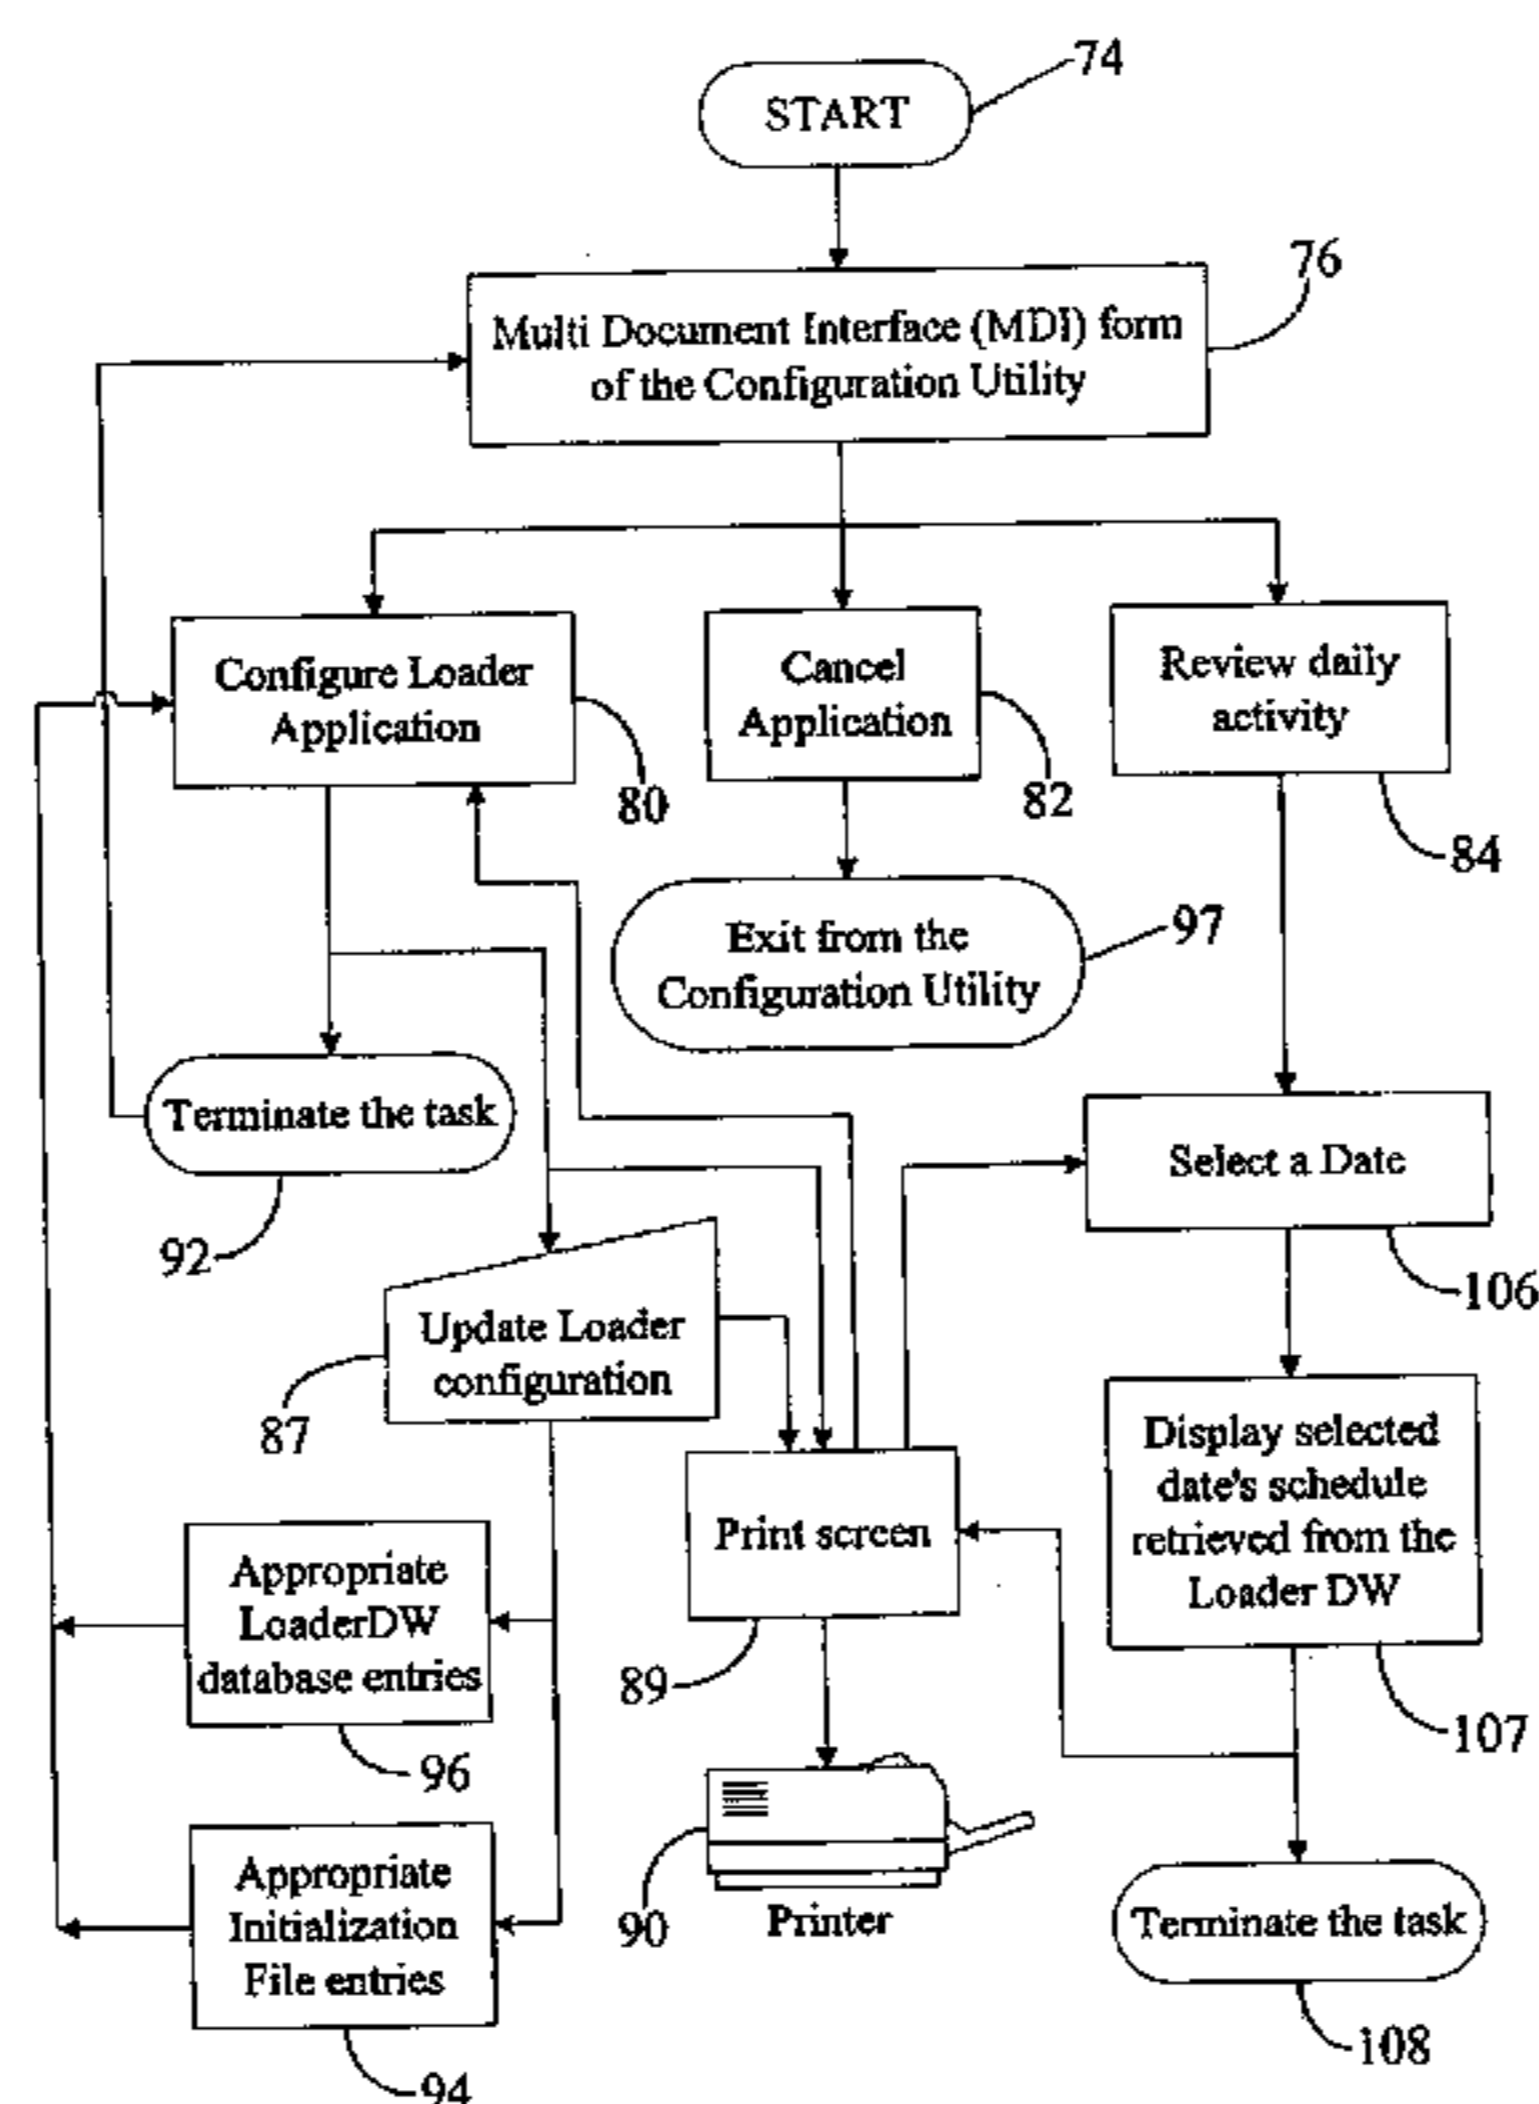 74
START
76
Multi Document Interface (MDI) form
of the Configuration Utility
Configure Loader
Application
80
Cancel
Application
82
Review daily
activity
84
Exit from the
Configuration Utility
97
Terminate the task
92
Select a Date
106
Update Loader
configuration
87
Print screen
89
Display selected
date's schedule
retrieved from the
Loader DW
107
Appropriate
LoaderDW
database entries
96
90
Printer
Appropriate
Initialization
File entries
94
Terminate the task
108